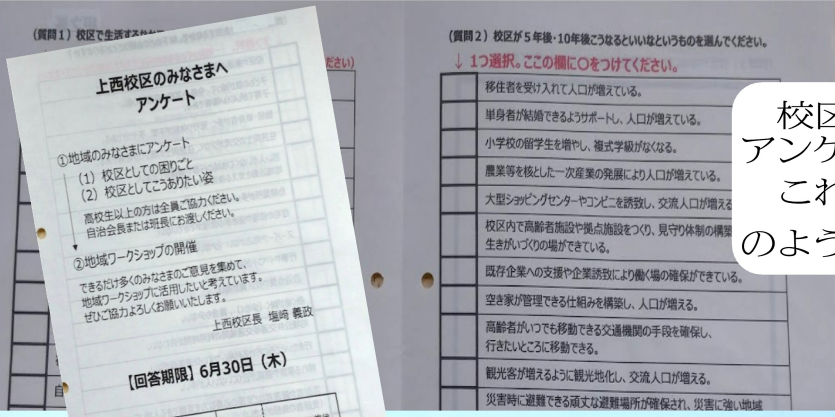 （質問１）校区で生活する
ださい）
上西校区のみなさまへ
アンケート
①地域のみなさまにアンケート
（1）校区としての困りごと
（2）校区としてこうありたい姿
高校生以上の方は全員ご協力ください。
自治会長または班長にお渡しください。
②地域ワークショップの開催
できるだけ多くのみなさまのご意見を集めて、
地域ワークショップに活用したいと考えています。
ぜひご協力よろしくお願いいたします。
上西校区長 塩﨑 義政
【回答期限】6月30日（木）
（質問２）校区が５年後・10年後こうなるといいなというものを選んでください。
↓ 1つ選択。ここの欄に〇をつけてください。
移住者を受け入れて人口が増えている。
単身者が結婚できるようサポートし、人口が増えている。
小学校の留学生を増やし、複式学級がなくなる。
農業等を核とした一次産業の発展により人口が増えている。
大型ショッピングセンターやコンビニを誘致し、交流人口が増える
校区内で高齢者施設や拠点施設をつくり、見守り体制の構築
生きがいづくりの場ができている。
既存企業への支援や企業誘致により働く場の確保ができている。
空き家が管理できる仕組みを構築し、人口が増える。
高齢者がいつでも移動できる交通機関の手段を確保し、
行きたいところに移動できる。
観光客が増えるように観光地化し、交流人口が増える。
災害時に避難できる頑丈な避難場所が確保され、災害に強い地域
校区
アンケ
これ
のよう